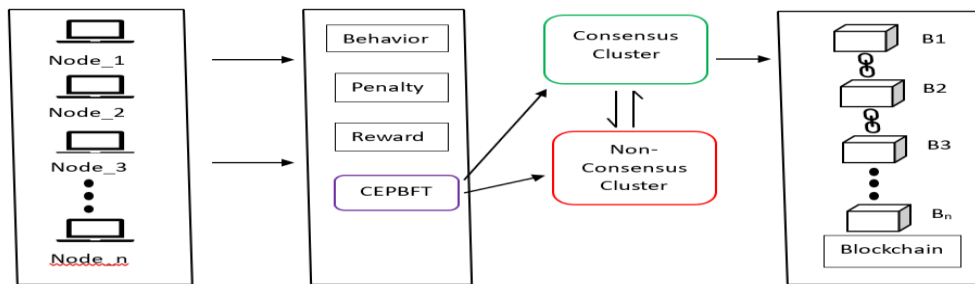 Node_1
Node_2
Node_3
Node_n
Behavior
Penalty
Reward
CEPBFT
Consensus
Cluster
Non-
Consensus
Cluster
B1
B2
B3
Bₙ
Blockchain